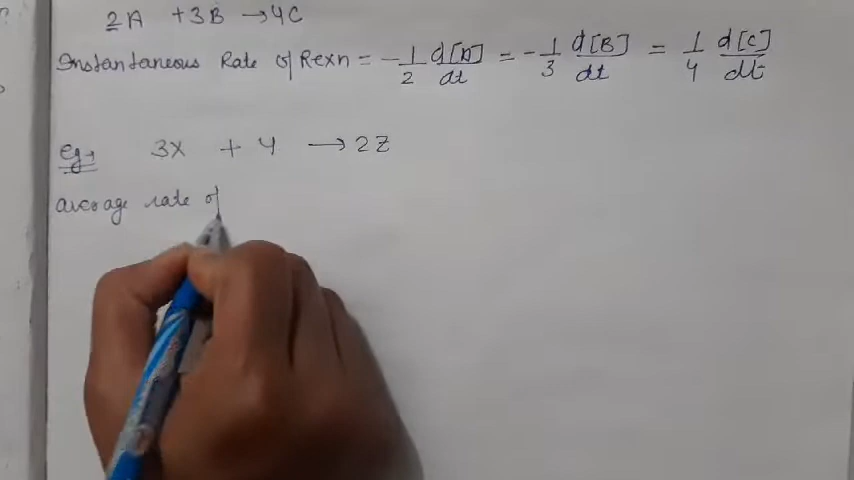 2A + 3B → 4C
Instantaneous Rate of Rexn = - 1/2 d[A]/dt = - 1/3 d[B]/dt = 1/4 d[C]/dt
eg → 3X + Y → 2Z
average rate of